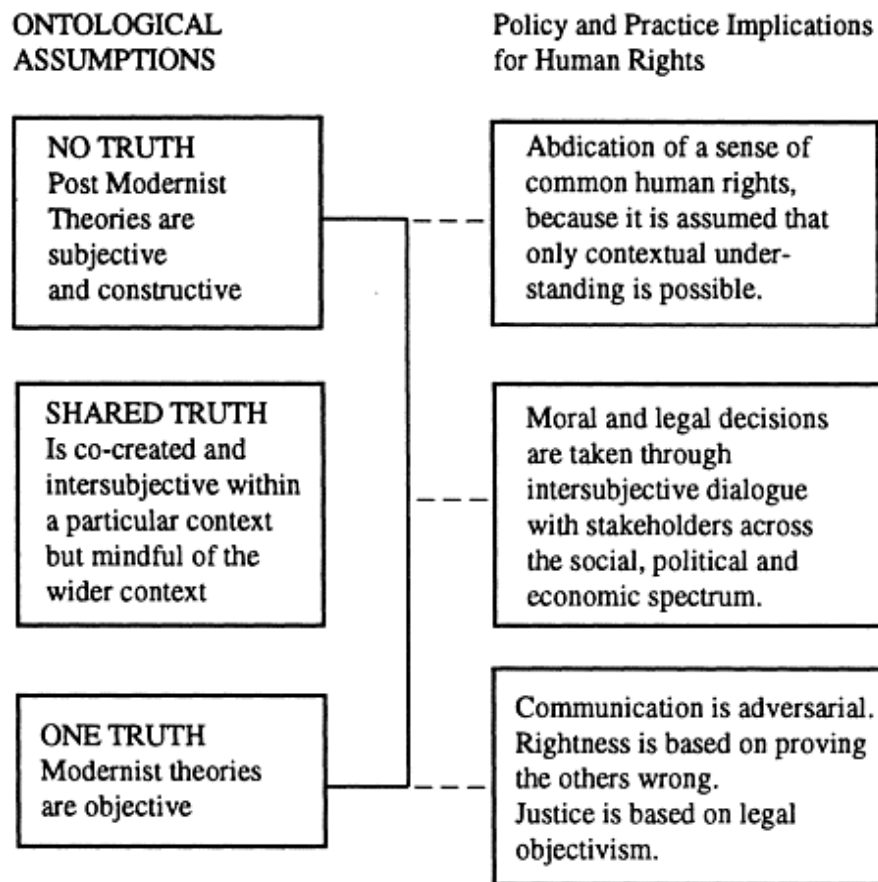 ONTOLOGICAL
ASSUMPTIONS
Policy and Practice Implications
for Human Rights
NO TRUTH
Post Modernist
Theories are
subjective
and constructive
Abdication of a sense of
common human rights,
because it is assumed that
only contextual under-
standing is possible.
SHARED TRUTH
Is co-created and
intersubjective within
a particular context
but mindful of the
wider context
Moral and legal decisions
are taken through
intersubjective dialogue
with stakeholders across
the social, political and
economic spectrum.
ONE TRUTH
Modernist theories
are objective
Communication is adversarial.
Rightness is based on proving
the others wrong.
Justice is based on legal
objectivism.